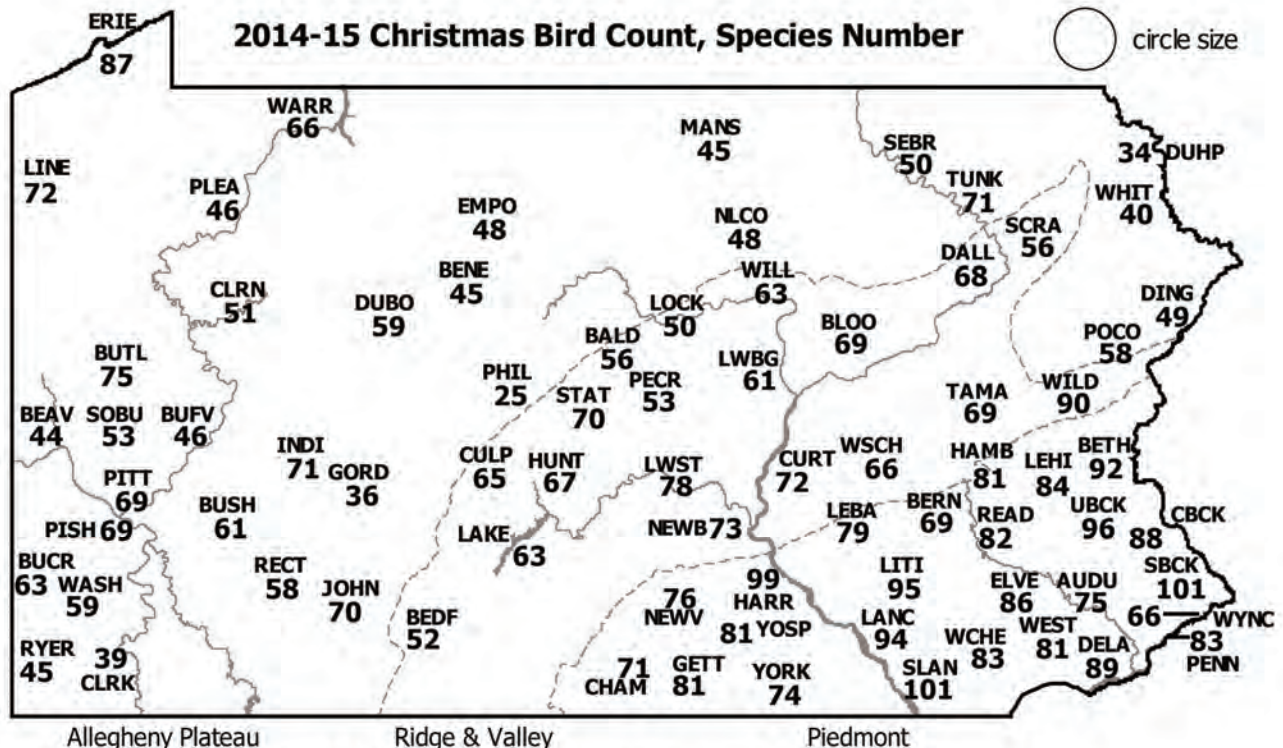 2014-15 Christmas Bird Count, Species Number
circle size
ERIE
87
WARR
66
MANS
45
SEBR
50
34 DUHP
LINE
72
PLEA
46
TUNK
71
WHIT
40
EMPO
48
NLCO
48
SCRA
56
DALL
68
BENE
45
WILL
63
CLRN
51
DUBO
59
LOCK
50
DING
49
BLOO
69
POCO
58
BALD
56
BUTL
75
LWBG
61
PHIL
25
PECR
53
STAT
70
WILD
90
TAMA
69
BEAV
44
SOBU
53
BUFV
46
INDI
71
GORD
36
CULP
65
HUNT
67
LWST
78
CURT
72
WSCH
66
HAMB
81
LEHI
84
BETH
92
PITT
69
BUSH
61
PISH 69
LAKE
63
NEWB 73
LEBA
79
BERN
69
READ
82
UBCK
96
CBCK
88
BUCR
63
WASH
59
RECT
58
JOHN
70
BEDF
52
76
NEWV
99
HARR
81 YOSP
LITI
95
ELVE
86
AUDU
75
SBCK
101
66
WYNC
LANC
94
WCHE
83
WEST
81
DELA
89
83
PENN
RYER
45
39
CLRK
71
CHAM
GETT
81
YORK
74
SLAN
101
Allegheny Plateau
Ridge & Valley
Piedmont